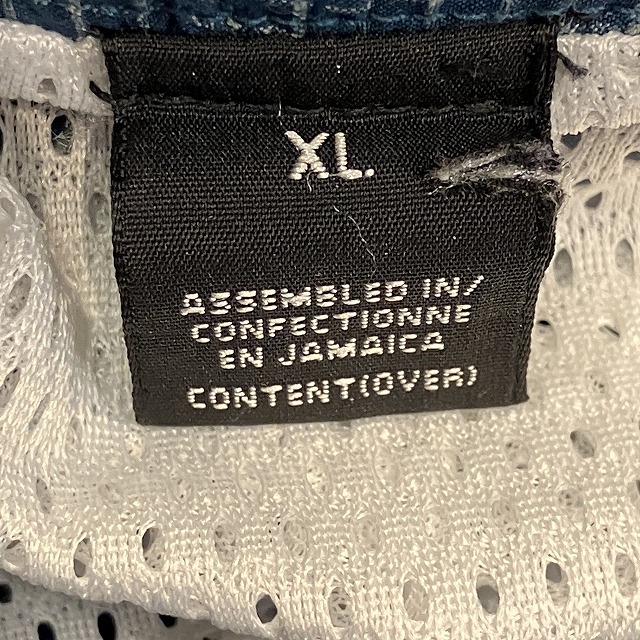 XL.
ASSEMBLED IN/
CONFECTIONNE
EN JAMAICA
CONTENT(OVER)